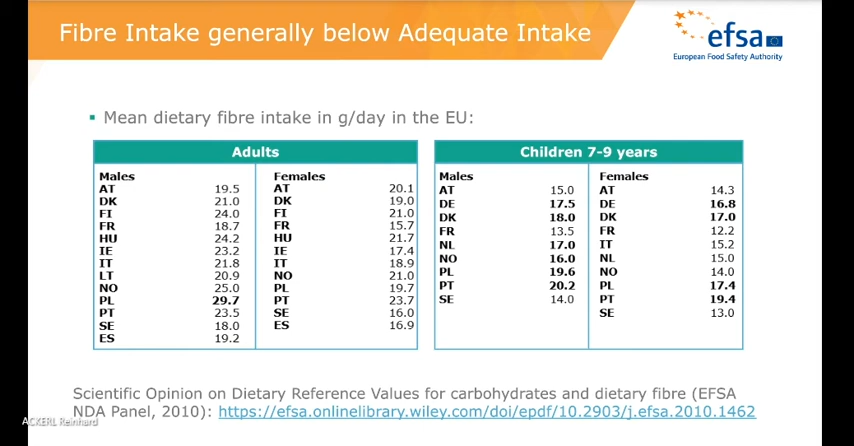 Fibre Intake generally below Adequate Intake
efsa
European Food Safety Authority
▪ Mean dietary fibre intake in g/day in the EU:
Adults
Males
AT 19.5
DK 21.0
FI 24.0
FR 18.7
HU 24.2
IE 23.2
IT 21.8
LT 20.9
NO 25.0
PL 29.7
PT 23.5
SE 18.0
ES 19.2
Females
AT 20.1
DK 19.0
FI 21.0
FR 15.7
HU 21.7
IE 17.4
IT 18.9
NO 21.0
PL 19.7
PT 23.7
SE 16.0
ES 16.9
Children 7-9 years
Males
AT 15.0
DE 17.5
DK 18.0
FR 13.5
NL 17.0
NO 16.0
PL 19.6
PT 20.2
SE 14.0
Females
AT 14.3
DE 16.8
DK 17.0
FR 12.2
IT 15.2
NL 15.0
NO 14.0
PL 17.4
PT 19.4
SE 13.0
Scientific Opinion on Dietary Reference Values for carbohydrates and dietary fibre (EFSA
NDA Panel, 2010): https://efsa.onlinelibrary.wiley.com/doi/epdf/10.2903/j.efsa.2010.1462
ACKERL Reinhard